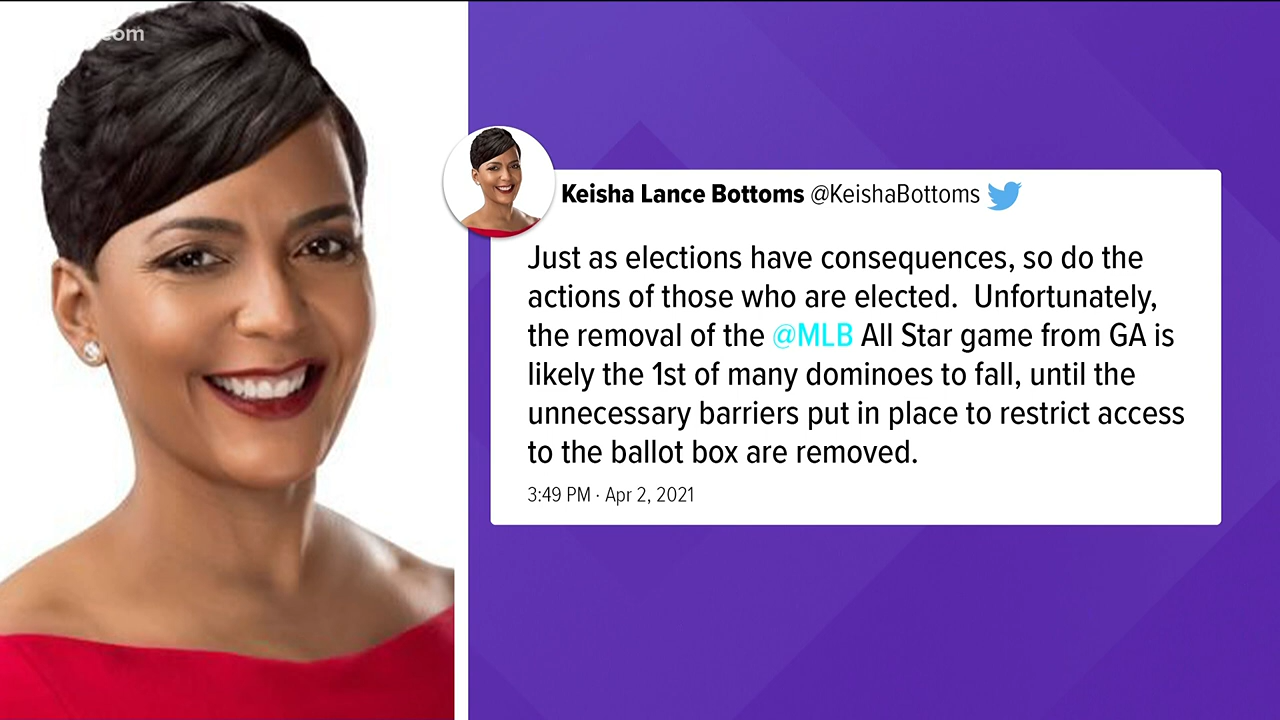 .com
Keisha Lance Bottoms @KeishaBottoms
Just as elections have consequences, so do the
actions of those who are elected.  Unfortunately,
the removal of the @MLB All Star game from GA is
likely the 1st of many dominoes to fall, until the
unnecessary barriers put in place to restrict access
to the ballot box are removed.
3:49 PM · Apr 2, 2021